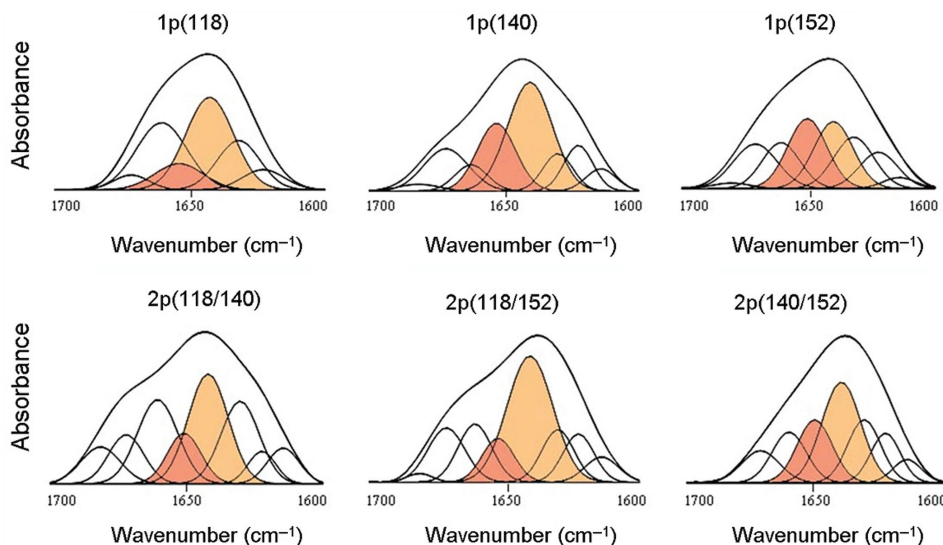 1p(118) 1p(140) 1p(152)
Absorbance
1700 1650 1600 1700 1650 1600 1700 1650 1600
Wavenumber (cm⁻¹) Wavenumber (cm⁻¹) Wavenumber (cm⁻¹)
2p(118/140) 2p(118/152) 2p(140/152)
Absorbance
1700 1650 1600 1700 1650 1600 1700 1650 1600
Wavenumber (cm⁻¹) Wavenumber (cm⁻¹) Wavenumber (cm⁻¹)